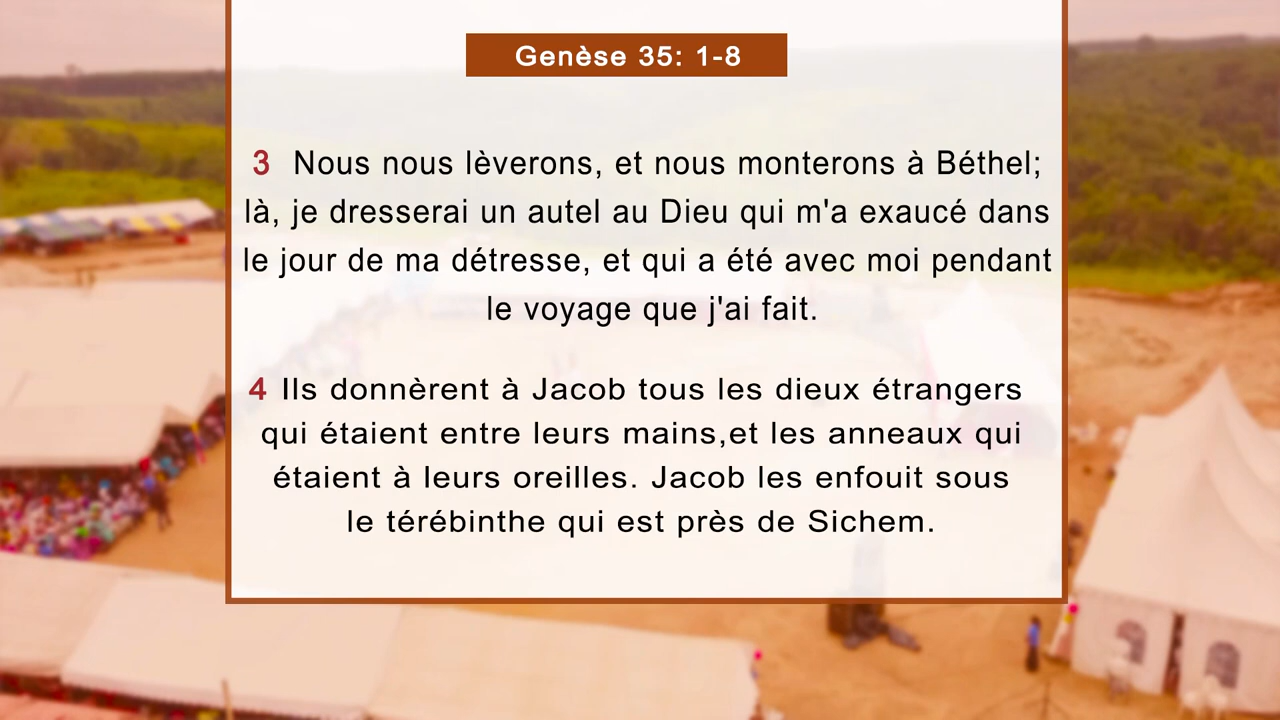 Genèse 35: 1-8
3 Nous nous lèverons, et nous monterons à Béthel;
là, je dresserai un autel au Dieu qui m'a exaucé dans
le jour de ma détresse, et qui a été avec moi pendant
le voyage que j'ai fait.
4 Ils donnèrent à Jacob tous les dieux étrangers
qui étaient entre leurs mains,et les anneaux qui
étaient à leurs oreilles. Jacob les enfouit sous
le térébinthe qui est près de Sichem.